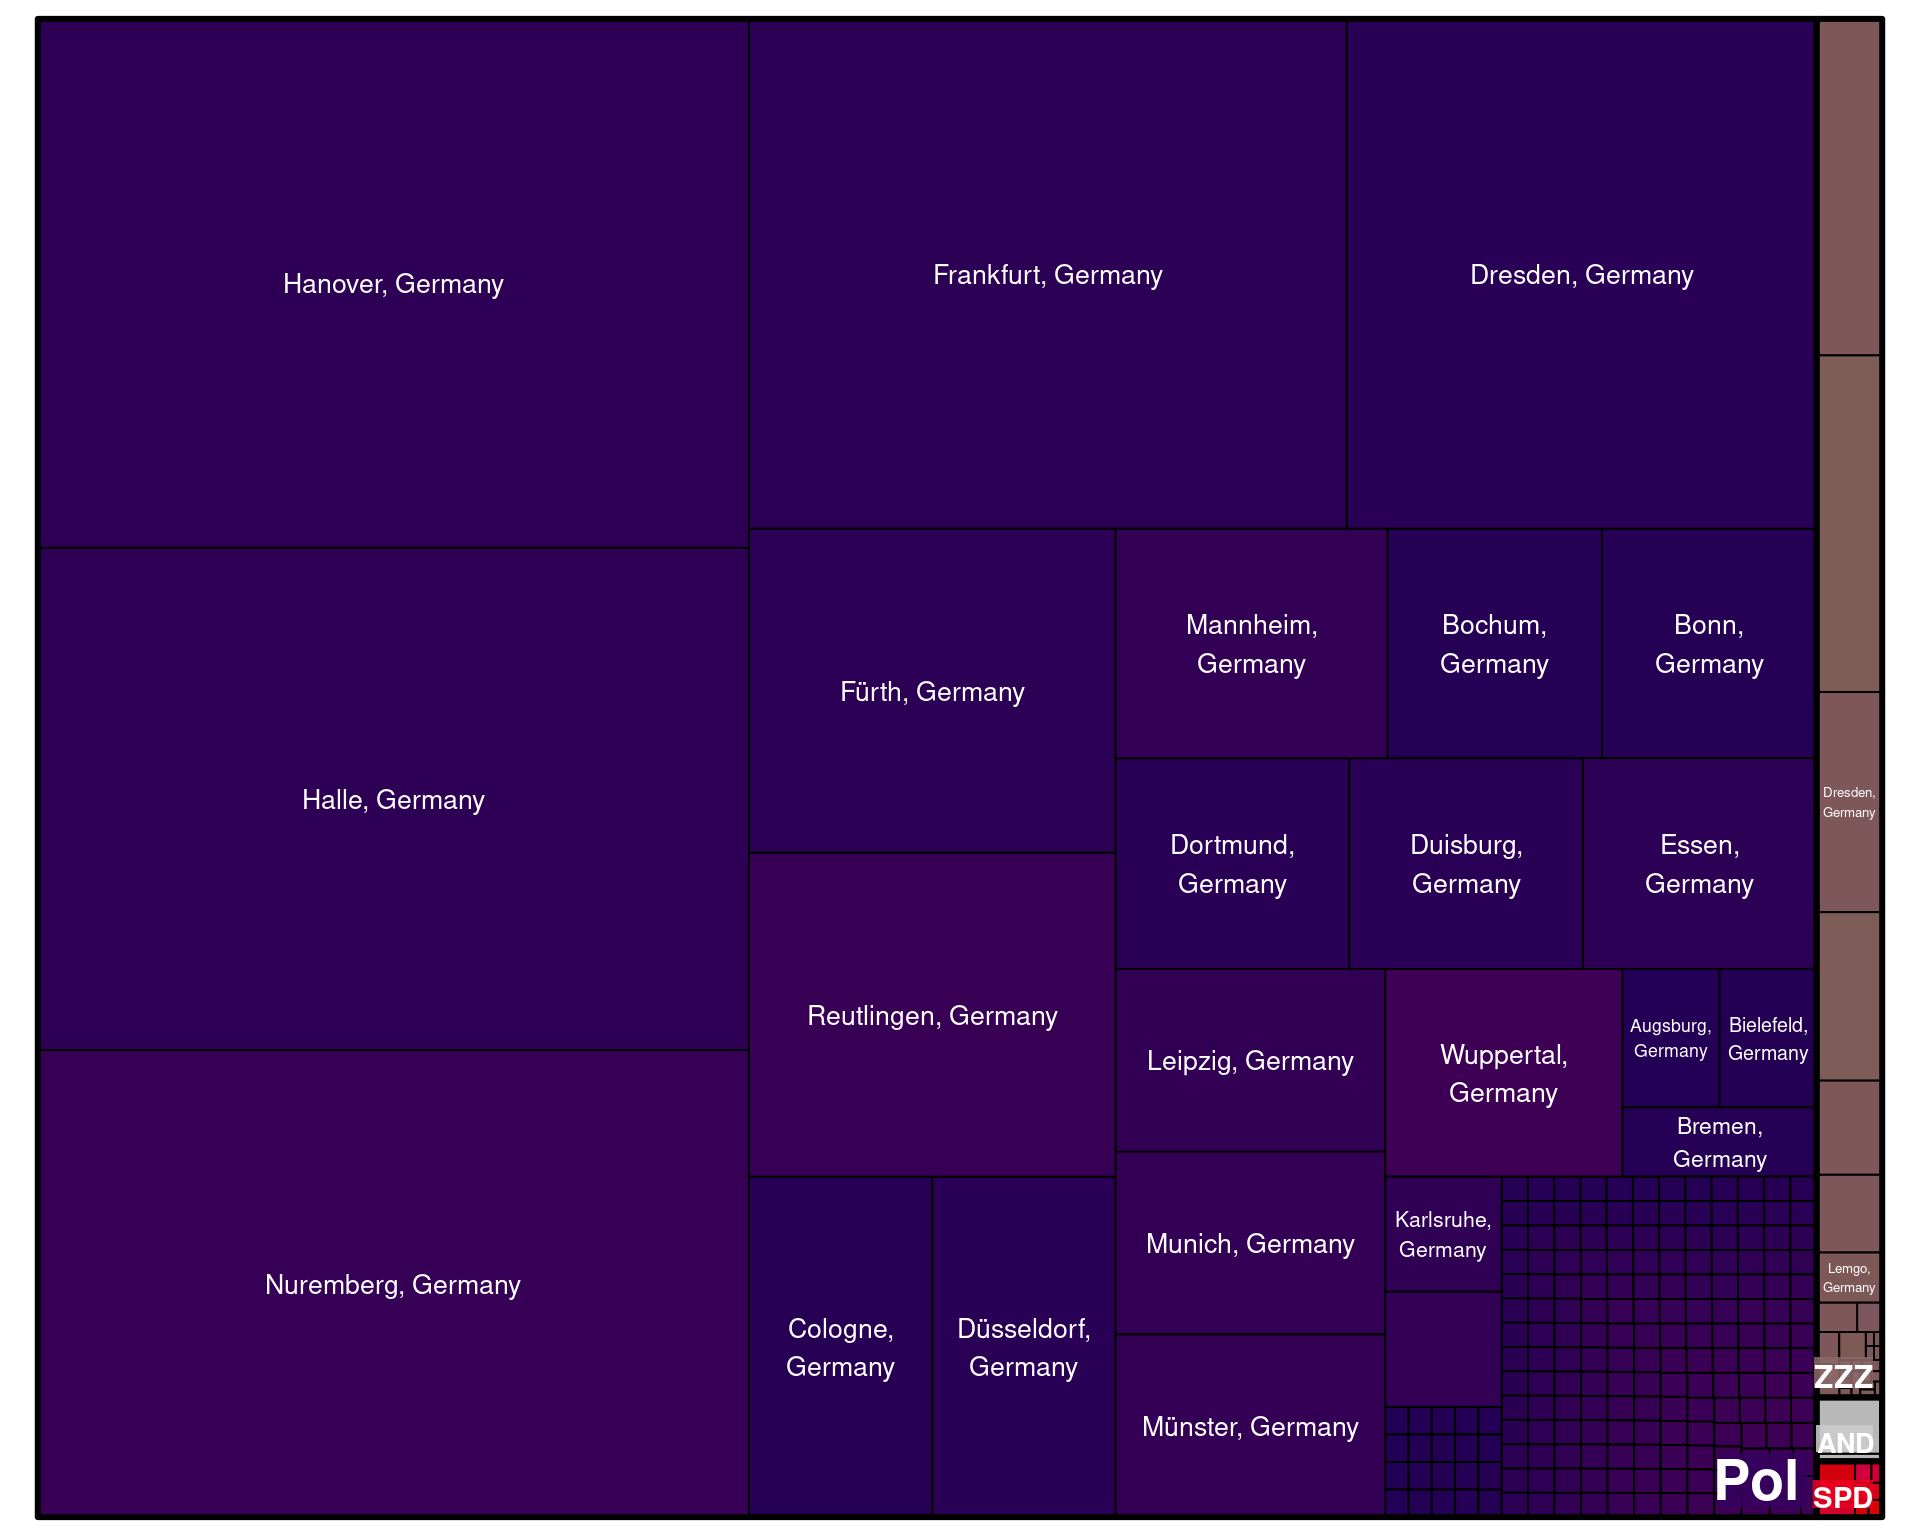 Hanover, Germany
Frankfurt, Germany
Dresden, Germany
Halle, Germany
Nuremberg, Germany
Fürth, Germany
Reutlingen, Germany
Cologne,
Germany
Düsseldorf,
Germany
Mannheim,
Germany
Bochum,
Germany
Bonn,
Germany
Dortmund,
Germany
Duisburg,
Germany
Essen,
Germany
Leipzig, Germany
Munich, Germany
Münster, Germany
Wuppertal,
Germany
Augsburg,
Germany
Bielefeld,
Germany
Bremen,
Germany
Karlsruhe,
Germany
Pol
Dresden,
Germany
Lemgo,
Germany
ZZZ
AND
SPD